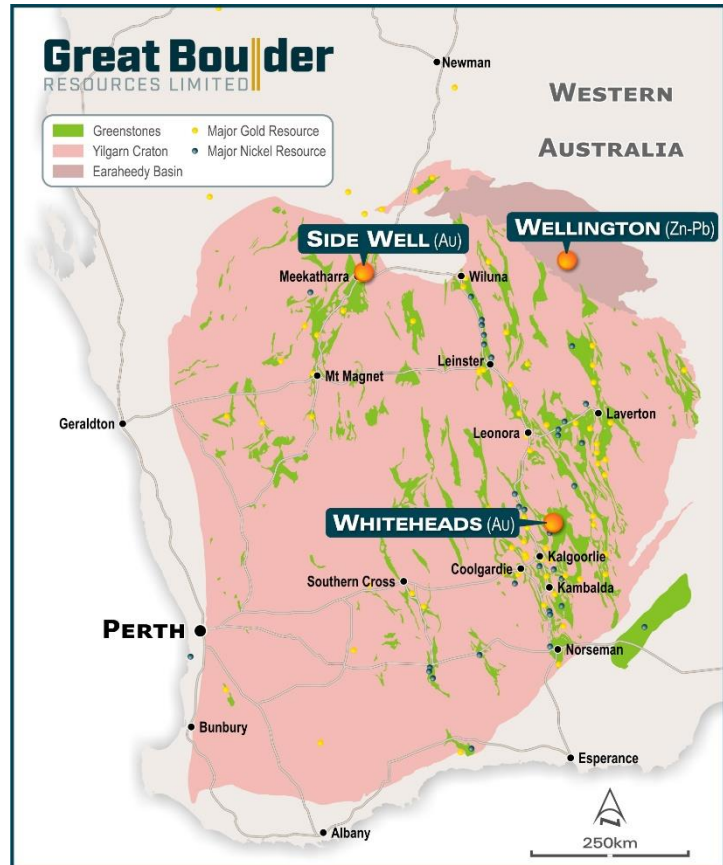 Great Boulder
RESOURCES LIMITED
Greenstones
Yilgarn Craton
Earaheedy Basin
Major Gold Resource
Major Nickel Resource
WESTERN
AUSTRALIA
Newman
SIDE WELL (Au)
WELLINGTON (Zn-Pb)
Meekatharra
Wiluna
Leinster
Mt Magnet
Geraldton
Laverton
Leonora
WHITEHEADS (Au)
Kalgoorlie
Coolgardie
Southern Cross
Kambalda
PERTH
Norseman
Bunbury
Esperance
Albany
N
250km